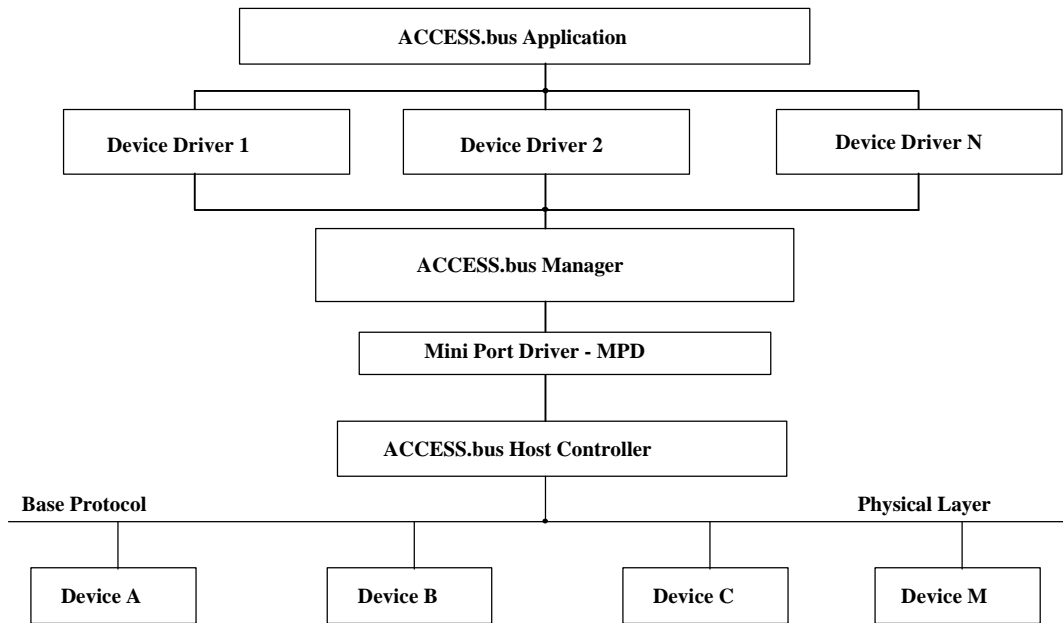 ACCESS.bus Application
Device Driver 1
Device Driver 2
Device Driver N
ACCESS.bus Manager
Mini Port Driver - MPD
ACCESS.bus Host Controller
Base Protocol
Physical Layer
Device A
Device B
Device C
Device M